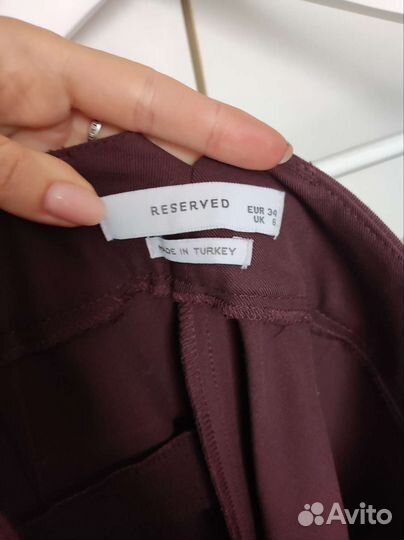 RESERVED
EUR 34
UK 6
MADE IN TURKEY
Avito